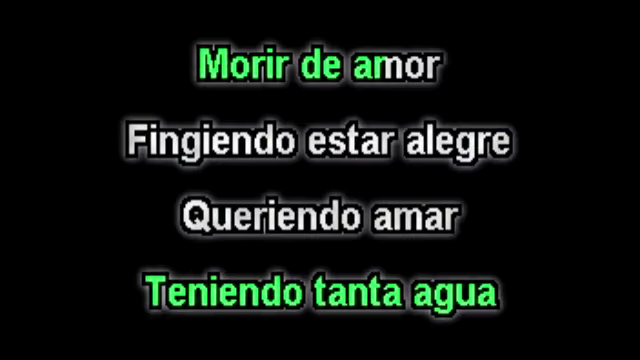 Morir de amor
Fingiendo estar alegre
Queriendo amar
Teniendo tanta agua